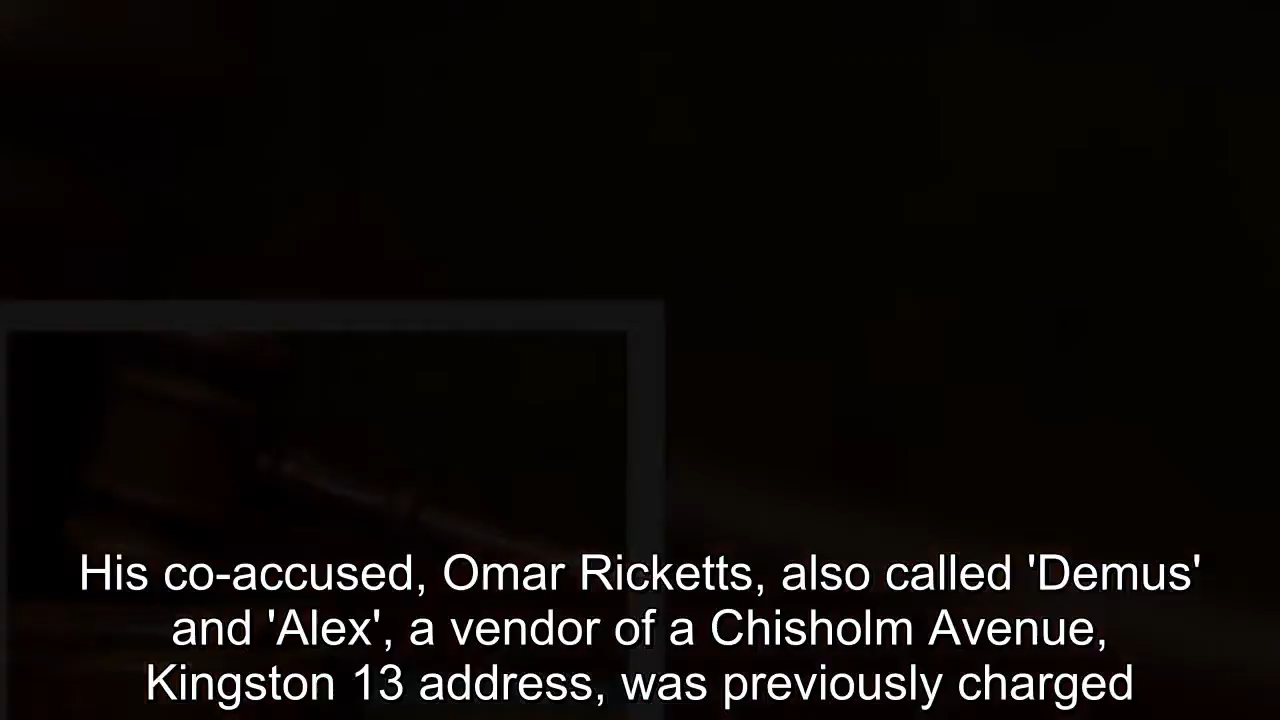 His co-accused, Omar Ricketts, also called 'Demus'
and 'Alex', a vendor of a Chisholm Avenue,
Kingston 13 address, was previously charged